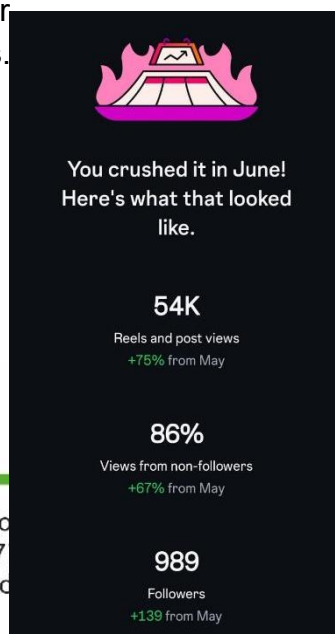 You crushed it in June!
Here's what that looked
like.
54K
Reels and post views
+75% from May
86%
Views from non-followers
+67% from May
989
Followers
+139 from May